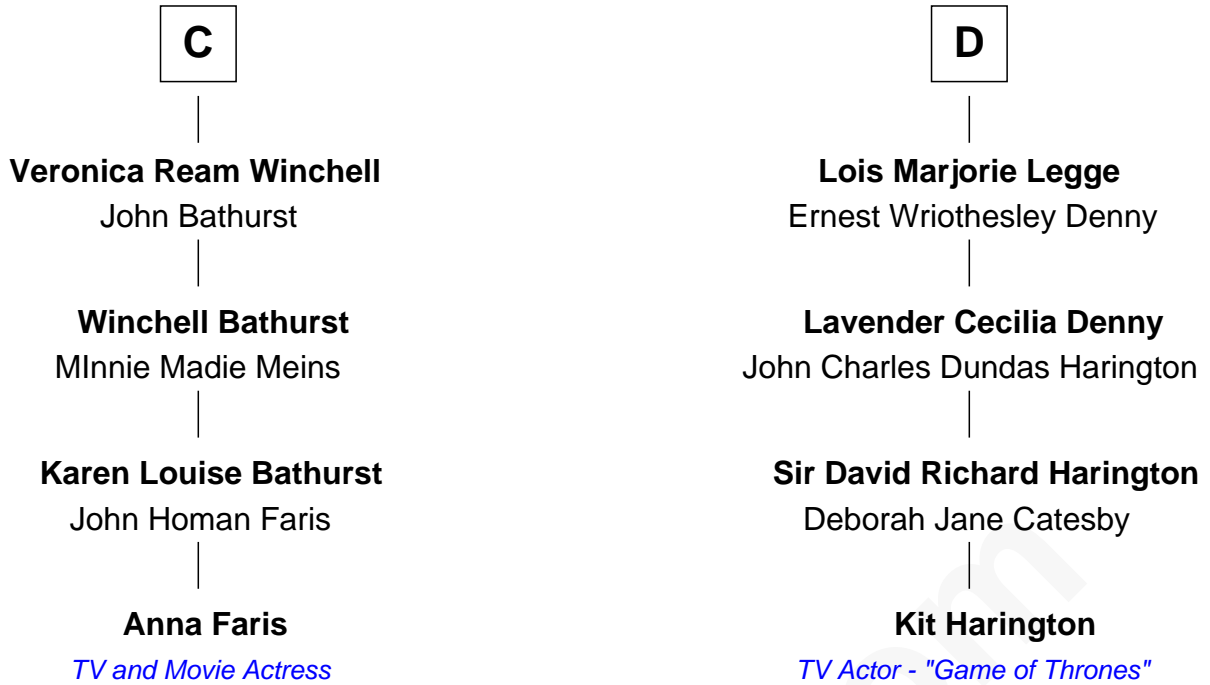 C
Veronica Ream Winchell
John Bathurst
Winchell Bathurst
MInnie Madie Meins
Karen Louise Bathurst
John Homan Faris
Anna Faris
TV and Movie Actress
D
Lois Marjorie Legge
Ernest Wriothesley Denny
Lavender Cecilia Denny
John Charles Dundas Harington
Sir David Richard Harington
Deborah Jane Catesby
Kit Harington
TV Actor - "Game of Thrones"